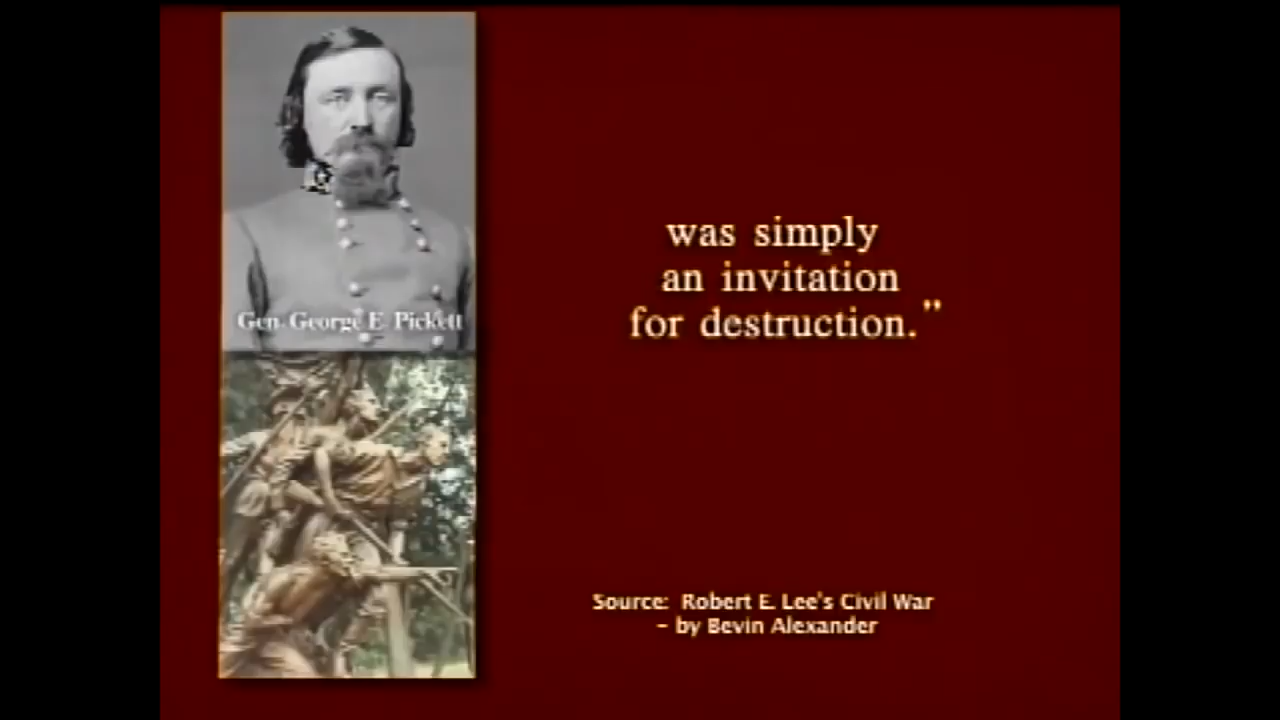 Gen. George E. Pickett
was simply
an invitation
for destruction."
Source: Robert E. Lee's Civil War
- by Bevin Alexander